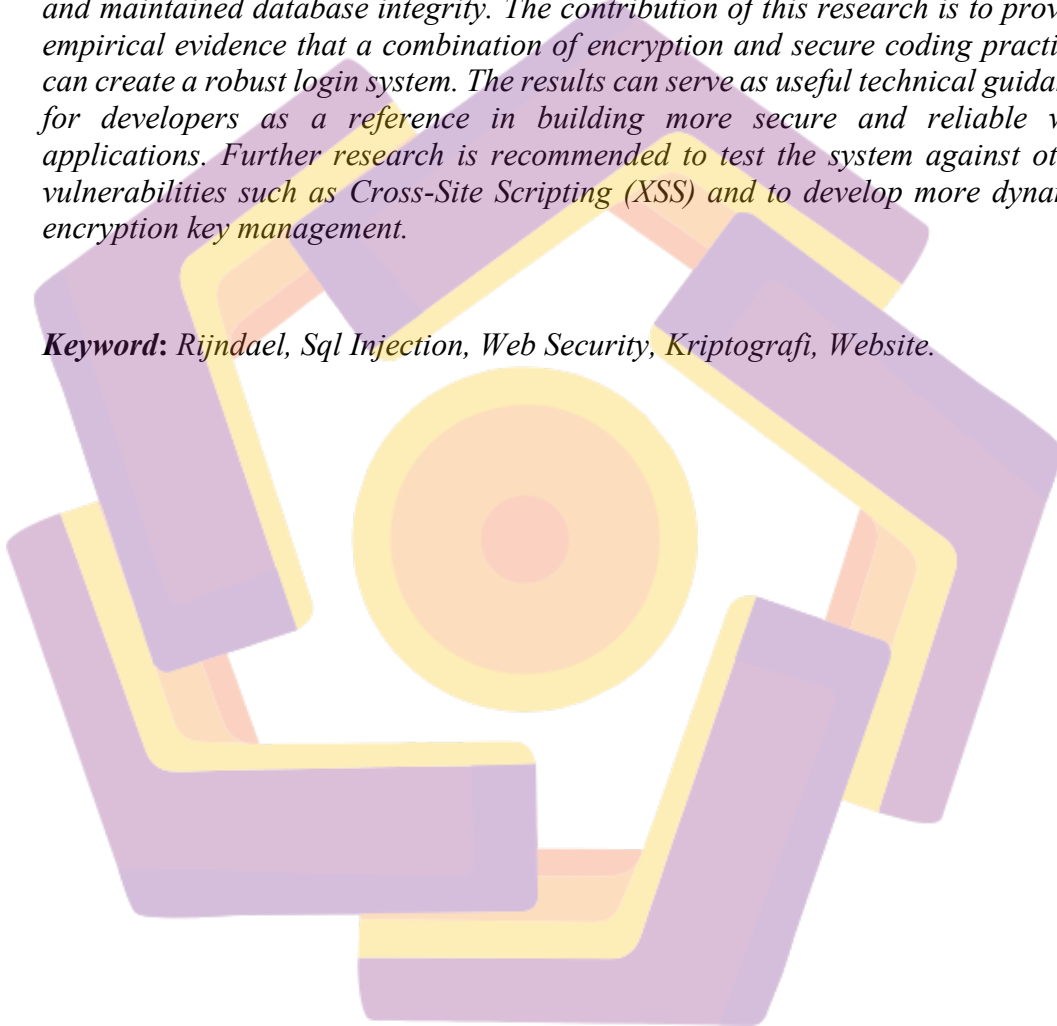 and maintained database integrity. The contribution of this research is to prov
empirical evidence that a combination of encryption and secure coding practi
can create a robust login system. The results can serve as useful technical guida
for developers as a reference in building more secure and reliable w
applications. Further research is recommended to test the system against ot
vulnerabilities such as Cross-Site Scripting (XSS) and to develop more dynar
encryption key management.
Keyword: Rijndael, Sql Injection, Web Security, Kriptografi, Website.